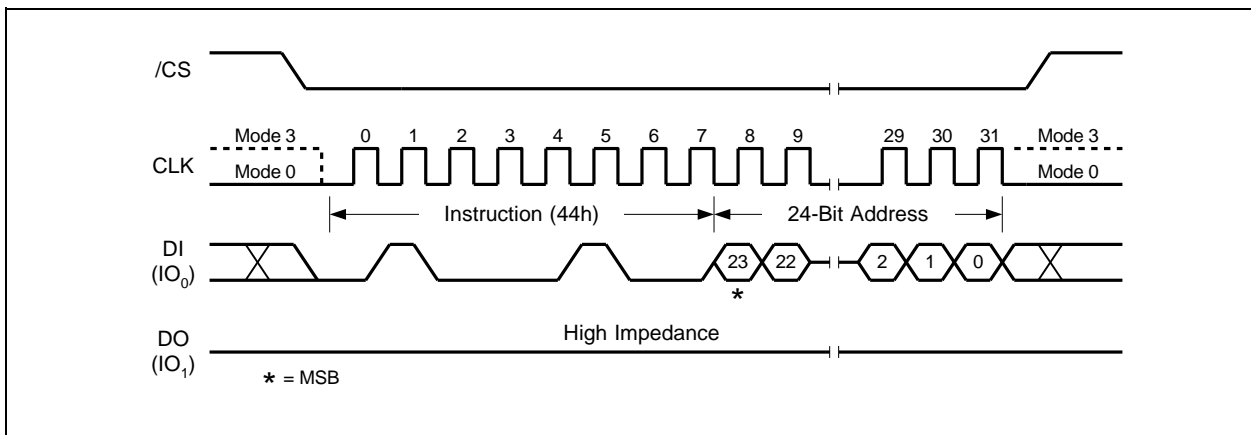 /CS
Mode 3 0 1 2 3 4 5 6 7 8 9 29 30 31 Mode 3
CLK Mode 0 Mode 0
Instruction (44h) 24-Bit Address
DI
(IO0) 23 22 2 1 0
*
DO High Impedance
(IO1)
* = MSB